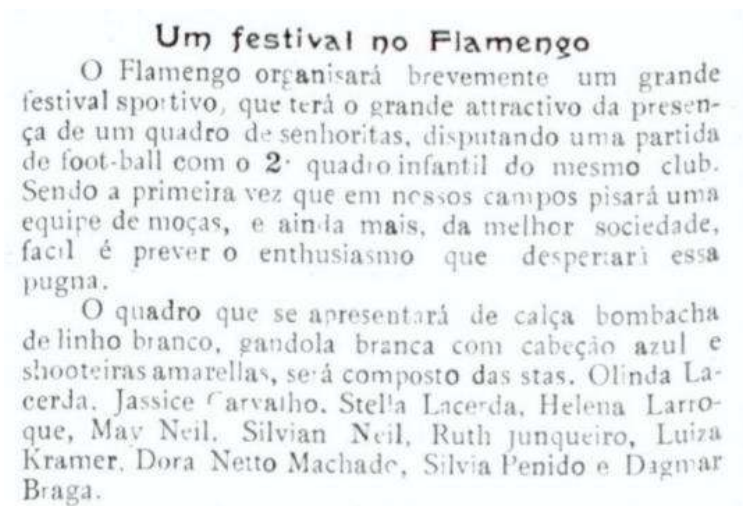 Um festival no Flamengo
O Flamengo organisará brevemente um grande
festival sportivo, que terá o grande attractivo da presen-
ça de um quadro de senhoritas, disputando uma partida
de foot-ball com o 2· quadro infantil do mesmo club.
Sendo a primeira vez que em nossos campos pisará uma
equipe de moças, e ainda mais, da melhor sociedade,
facil é prever o enthusiasmo que despertará essa
pugna.
O quadro que se apresentará de calça bombacha
de linho branco, gandola branca com cabeção azul e
shooteiras amarellas, será composto das stas. Olinda La-
cerda, Jassice Carvalho, Stella Lacerda, Helena Larro-
que, May Neil, Silvian Neil, Ruth Junqueiro, Luiza
Kramer, Dora Netto Machado, Silvia Penido e Dagmar
Braga.